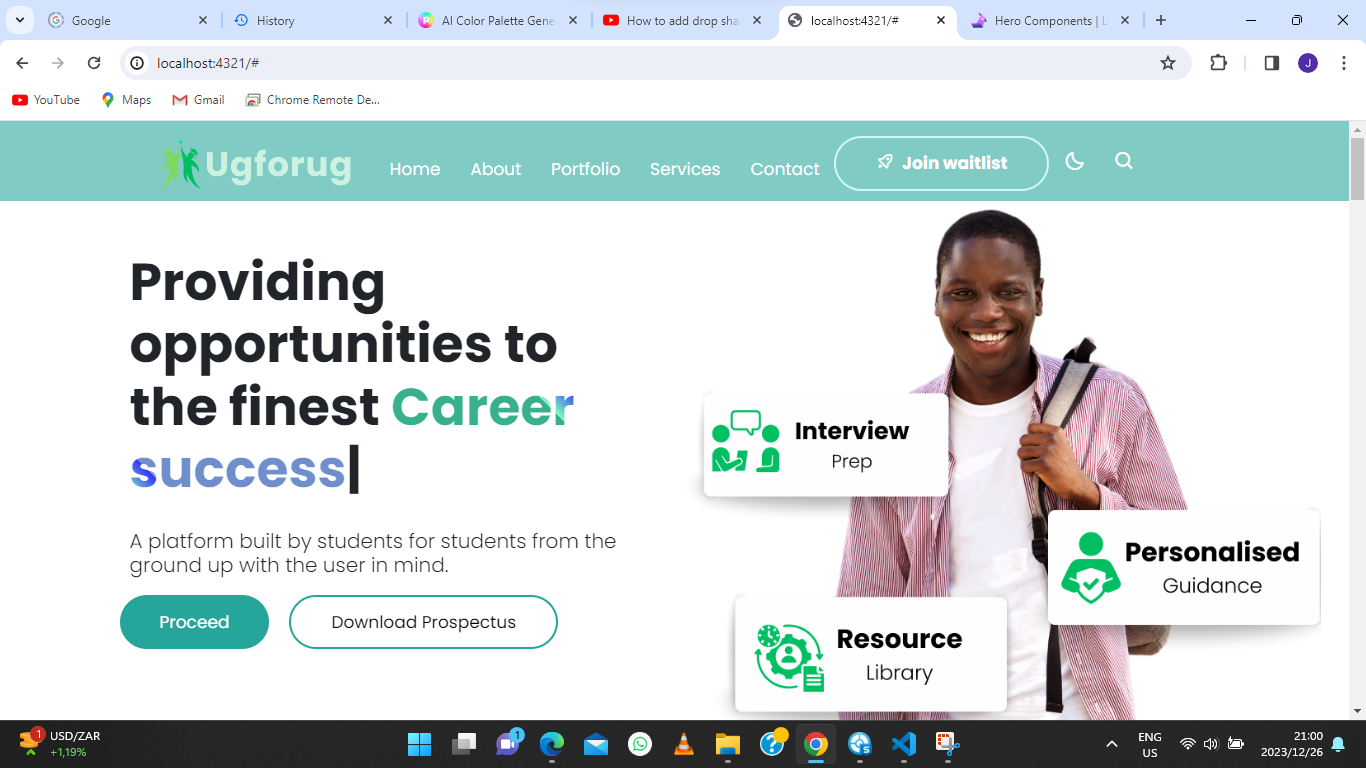 Google
History
AI Color Palette Gene
How to add drop sha
localhost:4321/#
Hero Components | L
localhost:4321/#
J
YouTube
Maps
Gmail
Chrome Remote De...
Ugforug
Home
About
Portfolio
Services
Contact
Join waitlist
Providing
opportunities to
the finest Career
success|
A platform built by students for students from the
ground up with the user in mind.
Proceed
Download Prospectus
Interview
Prep
Personalised
Guidance
Resource
Library
1
USD/ZAR
+1,19%
1
ENG
US
21:00
2023/12/26